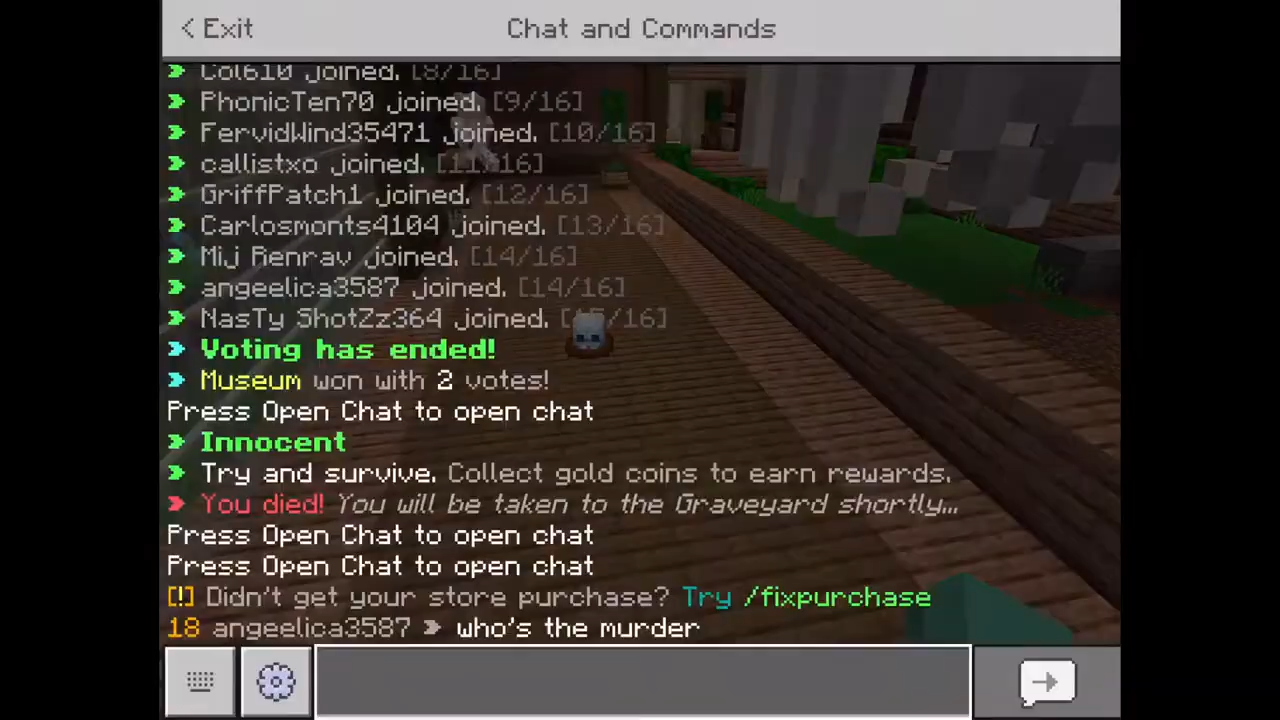 < Exit
Chat and Commands
Col610 joined. [8/16]
PhonicTen70 joined. [9/16]
FervidWind35471 joined. [10/16]
callistxo joined. [11/16]
GriffPatch1 joined. [12/16]
Carlosmonts4104 joined. [13/16]
Mij Renrav joined. [14/16]
angeelica3587 joined. [14/16]
NasTy ShotZz364 joined. [15/16]
Voting has ended!
Museum won with 2 votes!
Press Open Chat to open chat
Innocent
Try and survive. Collect gold coins to earn rewards.
You died! You will be taken to the Graveyard shortly...
Press Open Chat to open chat
Press Open Chat to open chat
[!] Didn't get your store purchase? Try /fixpurchase
18 angeelica3587 » who's the murder